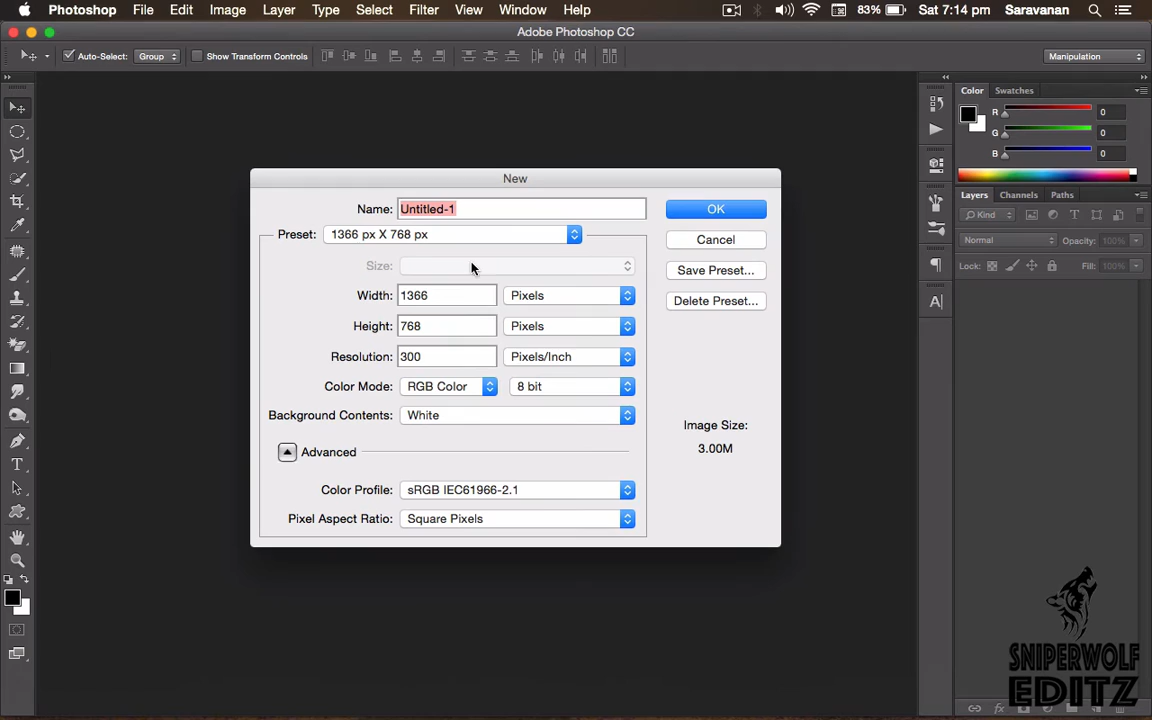 Photoshop File Edit Image Layer Type Select Filter View Window Help 83% Sat 7:14 pm Saravanan
Adobe Photoshop CC
Auto-Select: Group Show Transform Controls Manipulation
Color Swatches
R 0
G 0
B 0
Layers Channels Paths
Kind
Normal Opacity: 100%
Lock: Fill: 100%
New
Name: Untitled-1 OK
Preset: 1366 px X 768 px Cancel
Size: Save Preset...
Width: 1366 Pixels Delete Preset...
Height: 768 Pixels
Resolution: 300 Pixels/Inch
Color Mode: RGB Color 8 bit
Background Contents: White
Image Size:
3.00M
Advanced
Color Profile: sRGB IEC61966-2.1
Pixel Aspect Ratio: Square Pixels
SNIPERWOLF
EDITZ